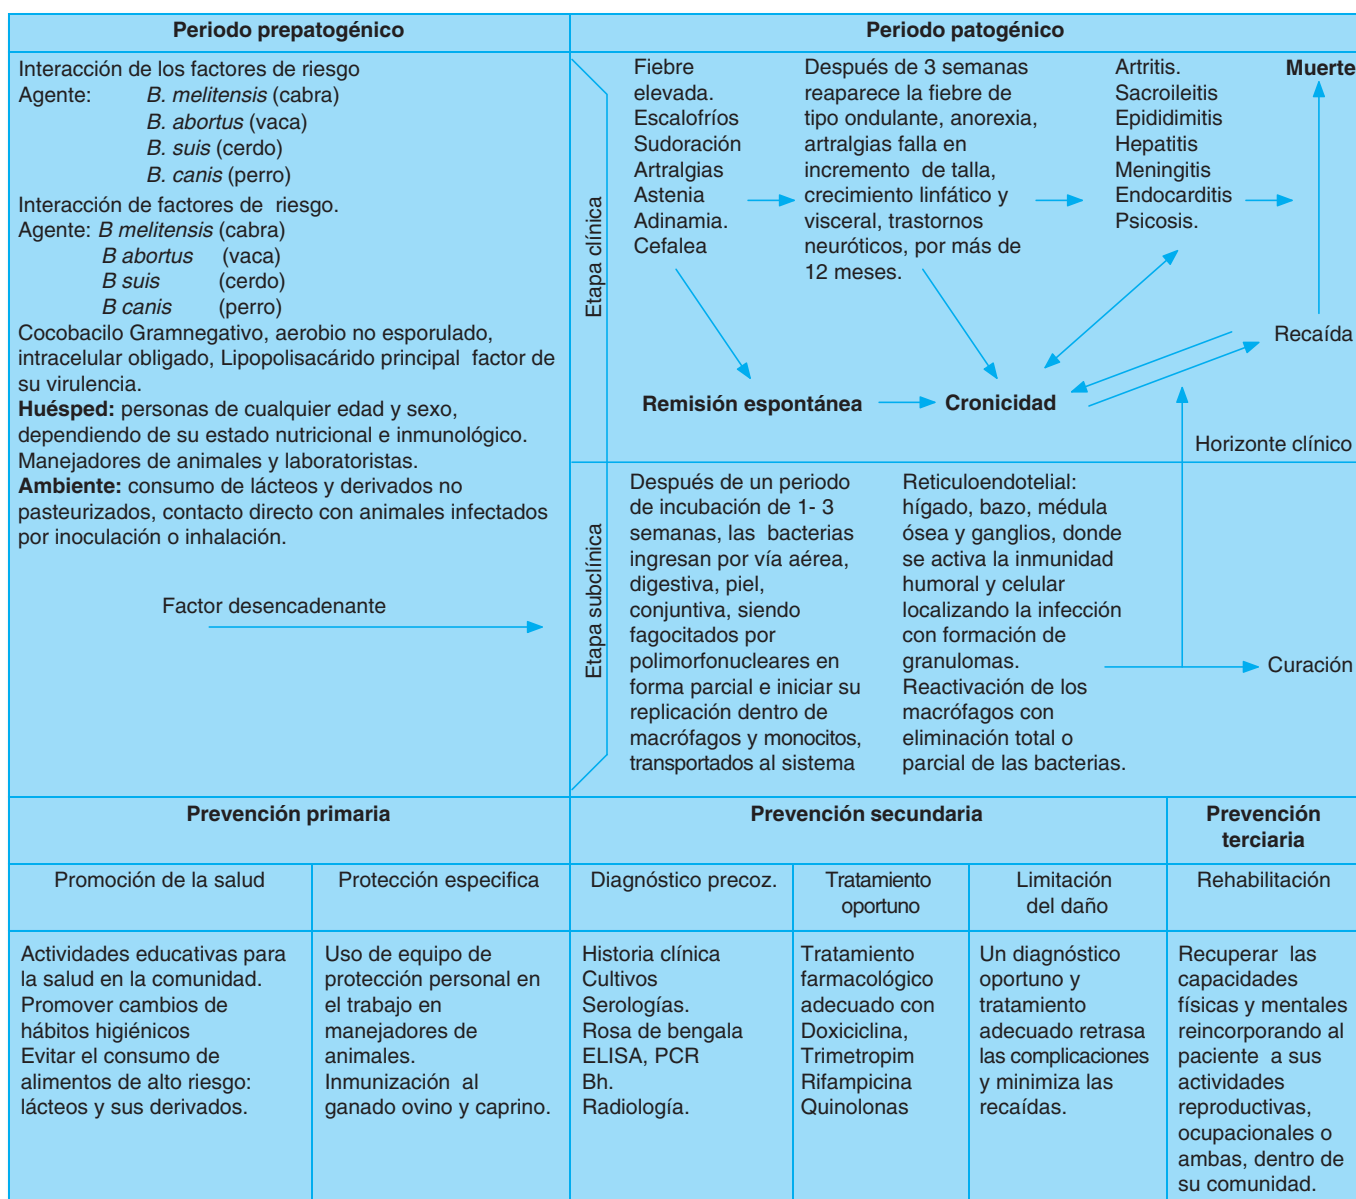 Periodo prepatogénico
Interacción de los factores de riesgo
Agente: B. melitensis (cabra)
B. abortus (vaca)
B. suis (cerdo)
B. canis (perro)
Interacción de factores de riesgo.
Agente: B melitensis (cabra)
B abortus (vaca)
B suis (cerdo)
B canis (perro)
Cocobacilo Gramnegativo, aerobio no esporulado,
intracelular obligado, Lipopolisacárido principal factor de
su virulencia.
Huésped: personas de cualquier edad y sexo,
dependiendo de su estado nutricional e inmunológico.
Manejadores de animales y laboratoristas.
Ambiente: consumo de lácteos y derivados no
pasteurizados, contacto directo con animales infectados
por inoculación o inhalación.
Factor desencadenante
Periodo patogénico
Etapa clínica
Fiebre
elevada.
Escalofríos
Sudoración
Artralgias
Astenia
Adinamia.
Cefalea
Después de 3 semanas
reaparece la fiebre de
tipo ondulante, anorexia,
artralgias falla en
incremento de talla,
crecimiento linfático y
visceral, trastornos
neuróticos, por más de
12 meses.
Artritis.
Sacroileitis
Epididimitis
Hepatitis
Meningitis
Endocarditis
Psicosis.
Muerte
Recaída
Remisión espontánea
Cronicidad
Horizonte clínico
Etapa subclínica
Después de un periodo
de incubación de 1- 3
semanas, las bacterias
ingresan por vía aérea,
digestiva, piel,
conjuntiva, siendo
fagocitados por
polimorfonucleares en
forma parcial e iniciar su
replicación dentro de
macrófagos y monocitos,
transportados al sistema
Reticuloendotelial:
hígado, bazo, médula
ósea y ganglios, donde
se activa la inmunidad
humoral y celular
localizando la infección
con formación de
granulomas.
Reactivación de los
macrófagos con
eliminación total o
parcial de las bacterias.
Curación
Prevención primaria
Prevención secundaria
Prevención
terciaria
Promoción de la salud
Protección especifica
Diagnóstico precoz.
Tratamiento
oportuno
Limitación
del daño
Rehabilitación
Actividades educativas para
la salud en la comunidad.
Promover cambios de
hábitos higiénicos
Evitar el consumo de
alimentos de alto riesgo:
lácteos y sus derivados.
Uso de equipo de
protección personal en
el trabajo en
manejadores de
animales.
Inmunización al
ganado ovino y caprino.
Historia clínica
Cultivos
Serologías.
Rosa de bengala
ELISA, PCR
Bh.
Radiología.
Tratamiento
farmacológico
adecuado con
Doxiciclina,
Trimetropim
Rifampicina
Quinolonas
Un diagnóstico
oportuno y
tratamiento
adecuado retrasa
las complicaciones
y minimiza las
recaídas.
Recuperar las
capacidades
físicas y mentales
reincorporando al
paciente a sus
actividades
reproductivas,
ocupacionales o
ambas, dentro de
su comunidad.